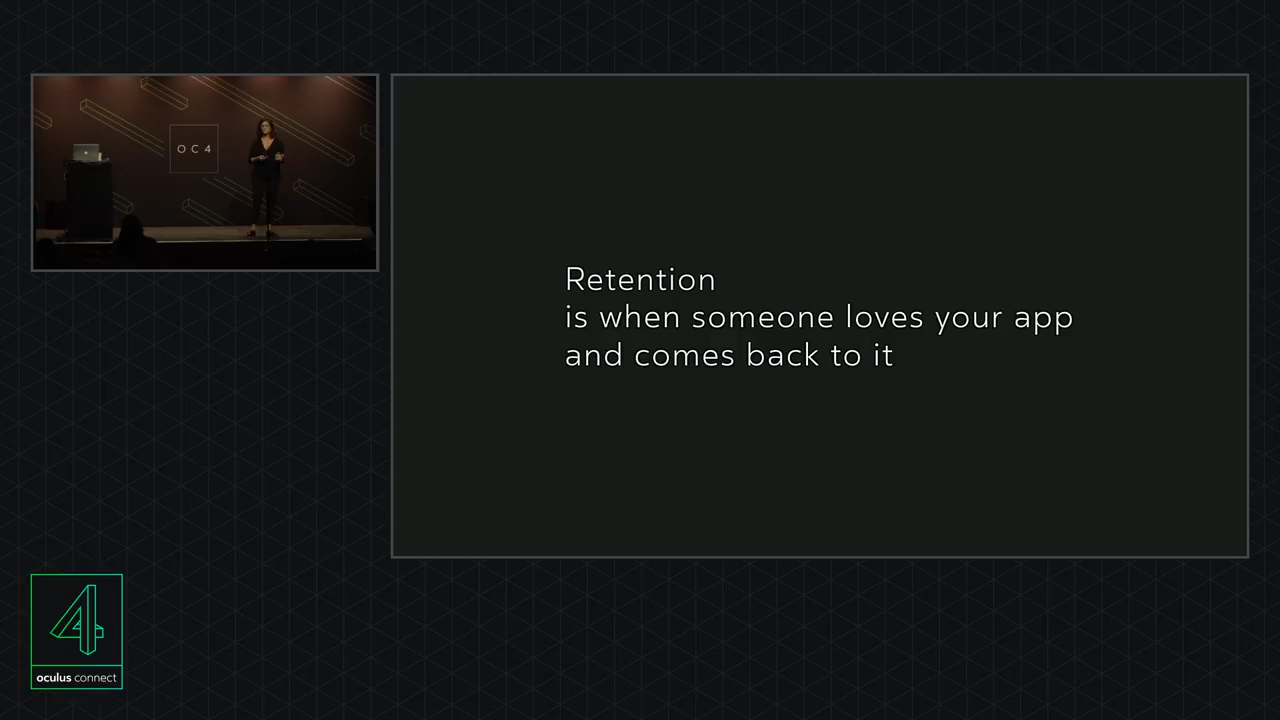 OC4
Retention
is when someone loves your app
and comes back to it
4
oculus connect